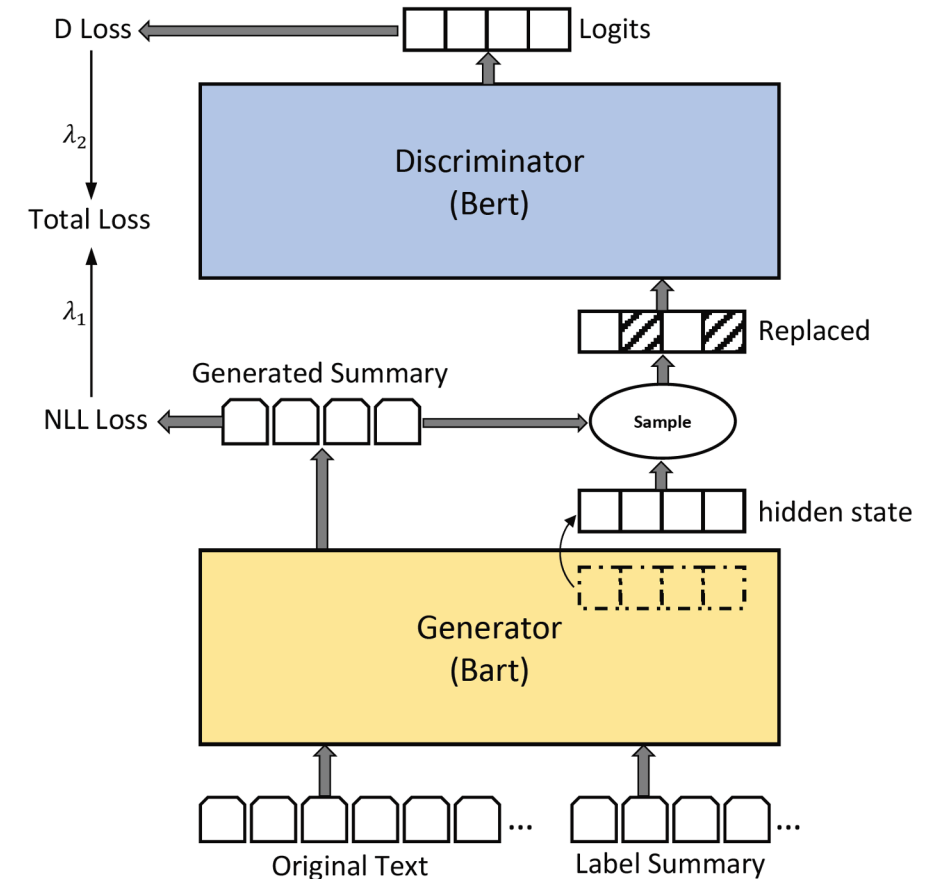 D Loss
Logits
λ2
Discriminator
(Bert)
Total Loss
λ1
Replaced
Generated Summary
NLL Loss
Sample
hidden state
Generator
(Bart)
...
...
Original Text
Label Summary